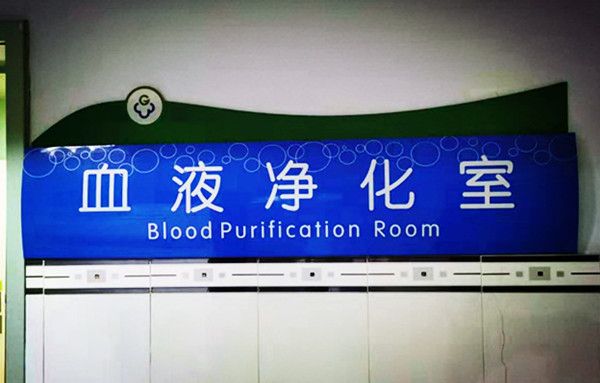 G
血液净化室
Blood Purification Room